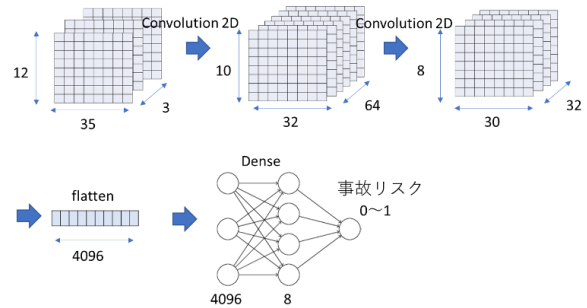 Convolution 2D
Convolution 2D
12
10
8
3
64
32
35
32
30
flatten
Dense
事故リスク
0～1
4096
4096
8